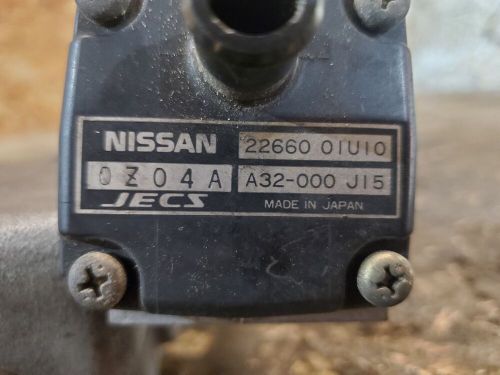 NISSAN 22660 01U10
0Z04A A32-000 J15
JECS MADE IN JAPAN